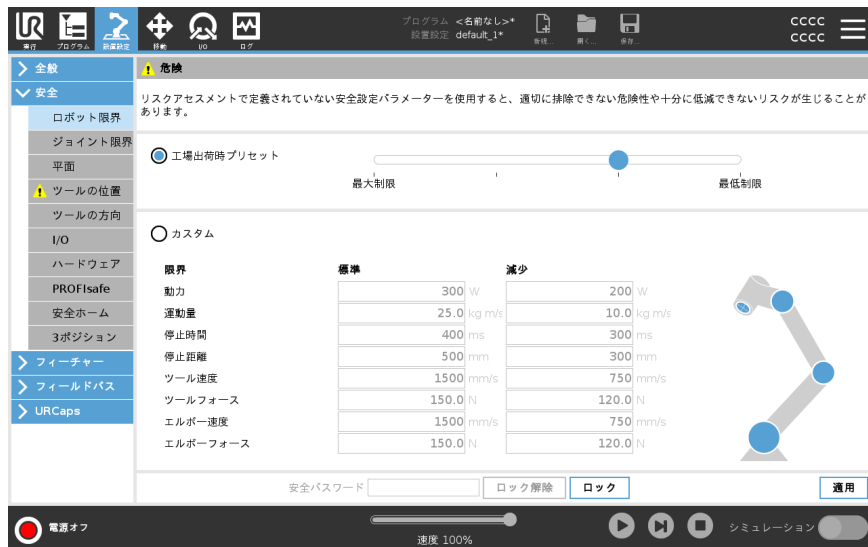 プログラム <名前なし>*
設置設定 default_1*
cccc
cccc
実行
プログラム
設置設定
移動
I/O
ログ
新規...
開く...
保存...
全般
安全
ロボット限界
ジョイント限界
平面
ツールの位置
ツールの方向
I/O
ハードウェア
PROFIsafe
安全ホーム
3ポジション
フィーチャー
フィールドバス
URCaps
危険
リスクアセスメントで定義されていない安全設定パラメーターを使用すると、適切に排除できない危険性や十分に低減できないリスクが生じることが
あります。
工場出荷時プリセット
最大制限 最低制限
カスタム
限界 標準 減少
動力 300 W 200 W
運動量 25.0 kg m/s 10.0 kg m/s
停止時間 400 ms 300 ms
停止距離 500 mm 300 mm
ツール速度 1500 mm/s 750 mm/s
ツールフォース 150.0 N 120.0 N
エルボー速度 1500 mm/s 750 mm/s
エルボーフォース 150.0 N 120.0 N
安全パスワード ロック解除 ロック 適用
電源オフ
速度 100%
シミュレーション